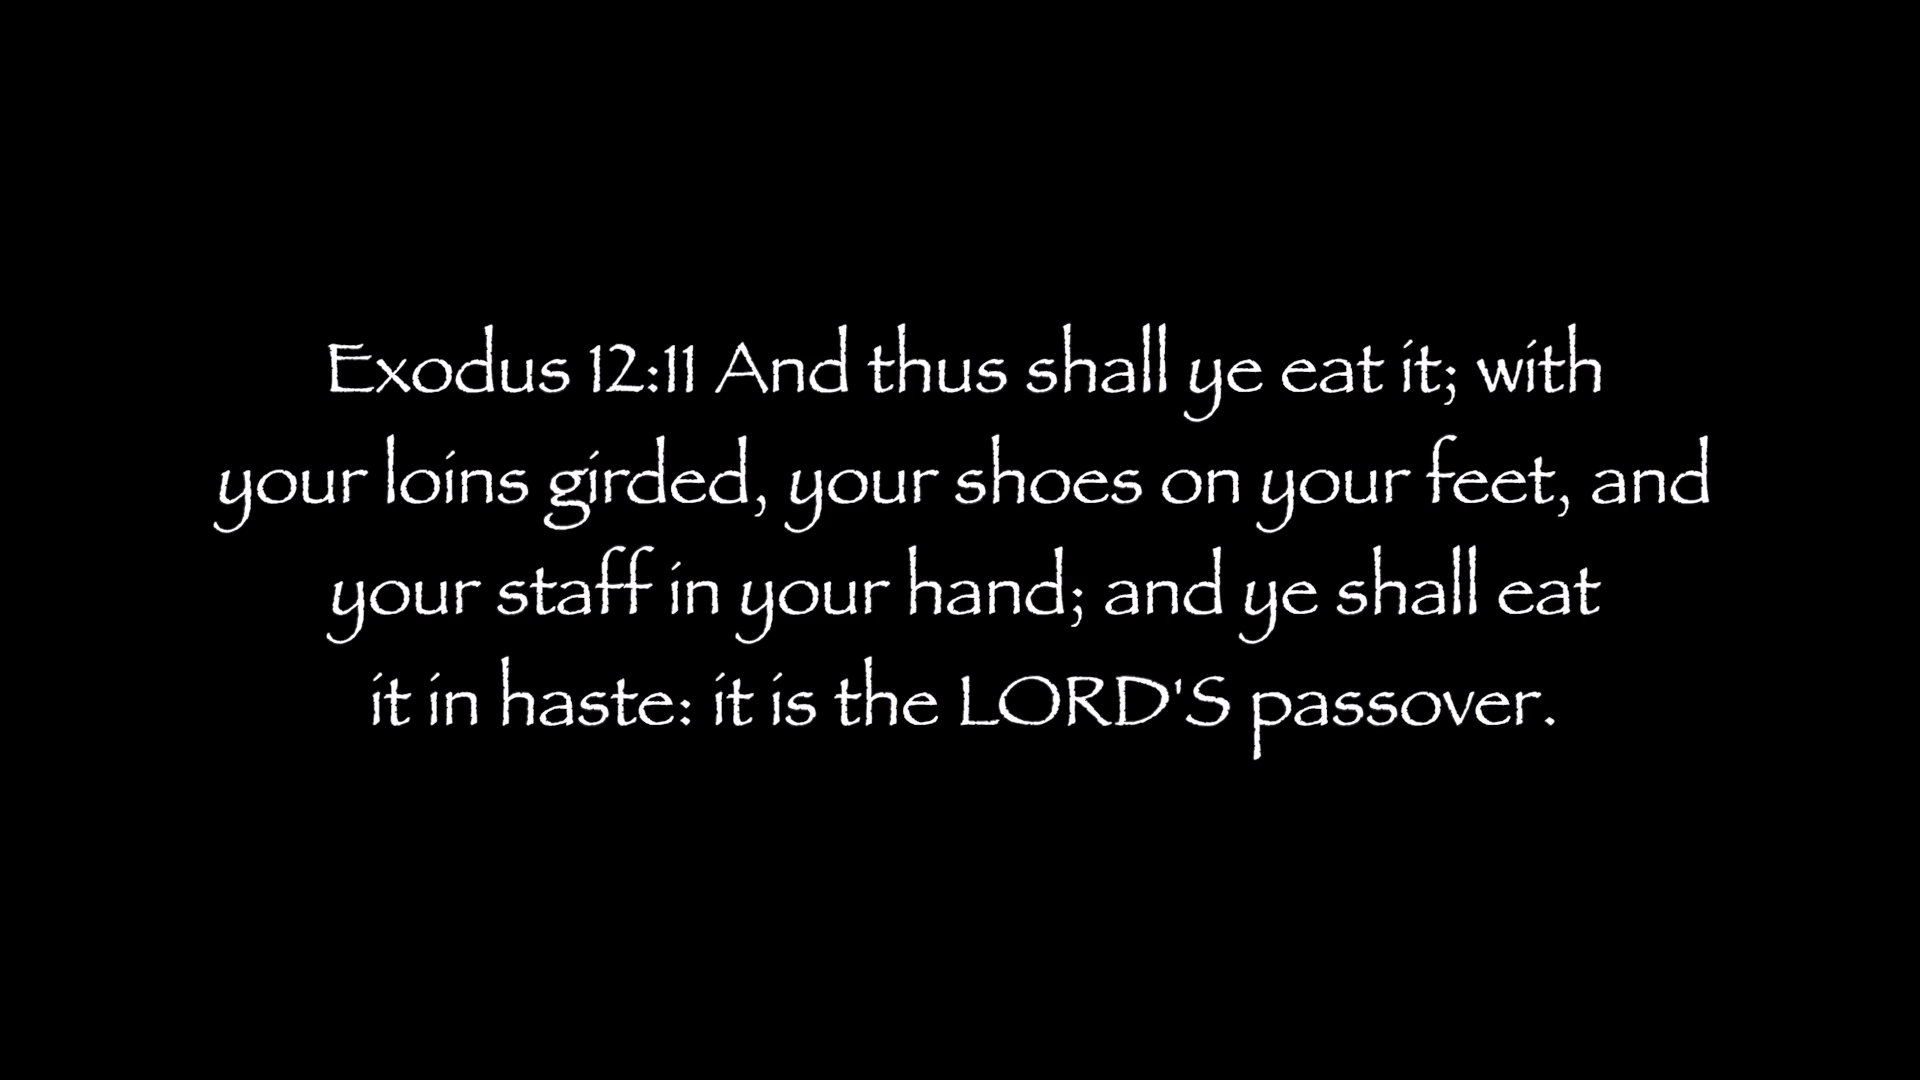 Exodus 12:11 And thus shall ye eat it; with
your loins girded, your shoes on your feet, and
your staff in your hand; and ye shall eat
it in haste: it is the LORD'S passover.